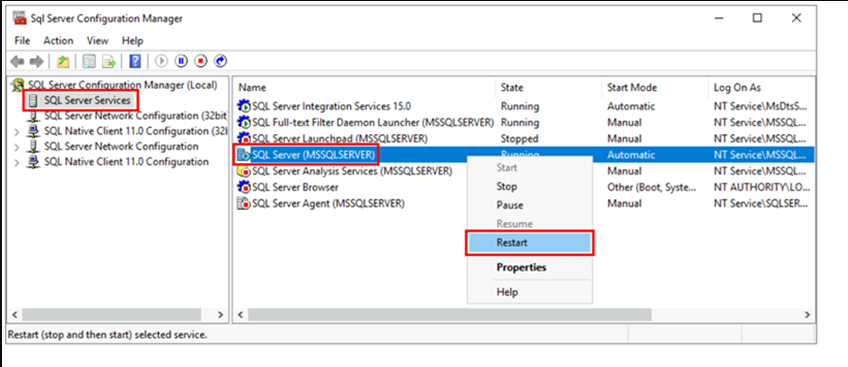 Sql Server Configuration Manager
File Action View Help
SQL Server Configuration Manager (Local)
SQL Server Services
SQL Server Network Configuration (32bit
SQL Native Client 11.0 Configuration (32l
SQL Server Network Configuration
SQL Native Client 11.0 Configuration
Name State Start Mode Log On As
SQL Server Integration Services 15.0 Running Automatic NT Service\MsDtsS...
SQL Full-text Filter Daemon Launcher (MSSQLSERVER) Running Manual NT Service\MSSQL...
SQL Server Launchpad (MSSQLSERVER) Stopped Manual NT Service\MSSQL...
SQL Server (MSSQLSERVER) Running Automatic NT Service\MSSQL...
SQL Server Analysis Services (MSSQLSERVER) Manual NT Service\MSSQL...
SQL Server Browser Other (Boot, Syste... NT AUTHORITY\LO...
SQL Server Agent (MSSQLSERVER) Manual NT Service\SQLSER...
Start
Stop
Pause
Resume
Restart
Properties
Help
Restart (stop and then start) selected service.